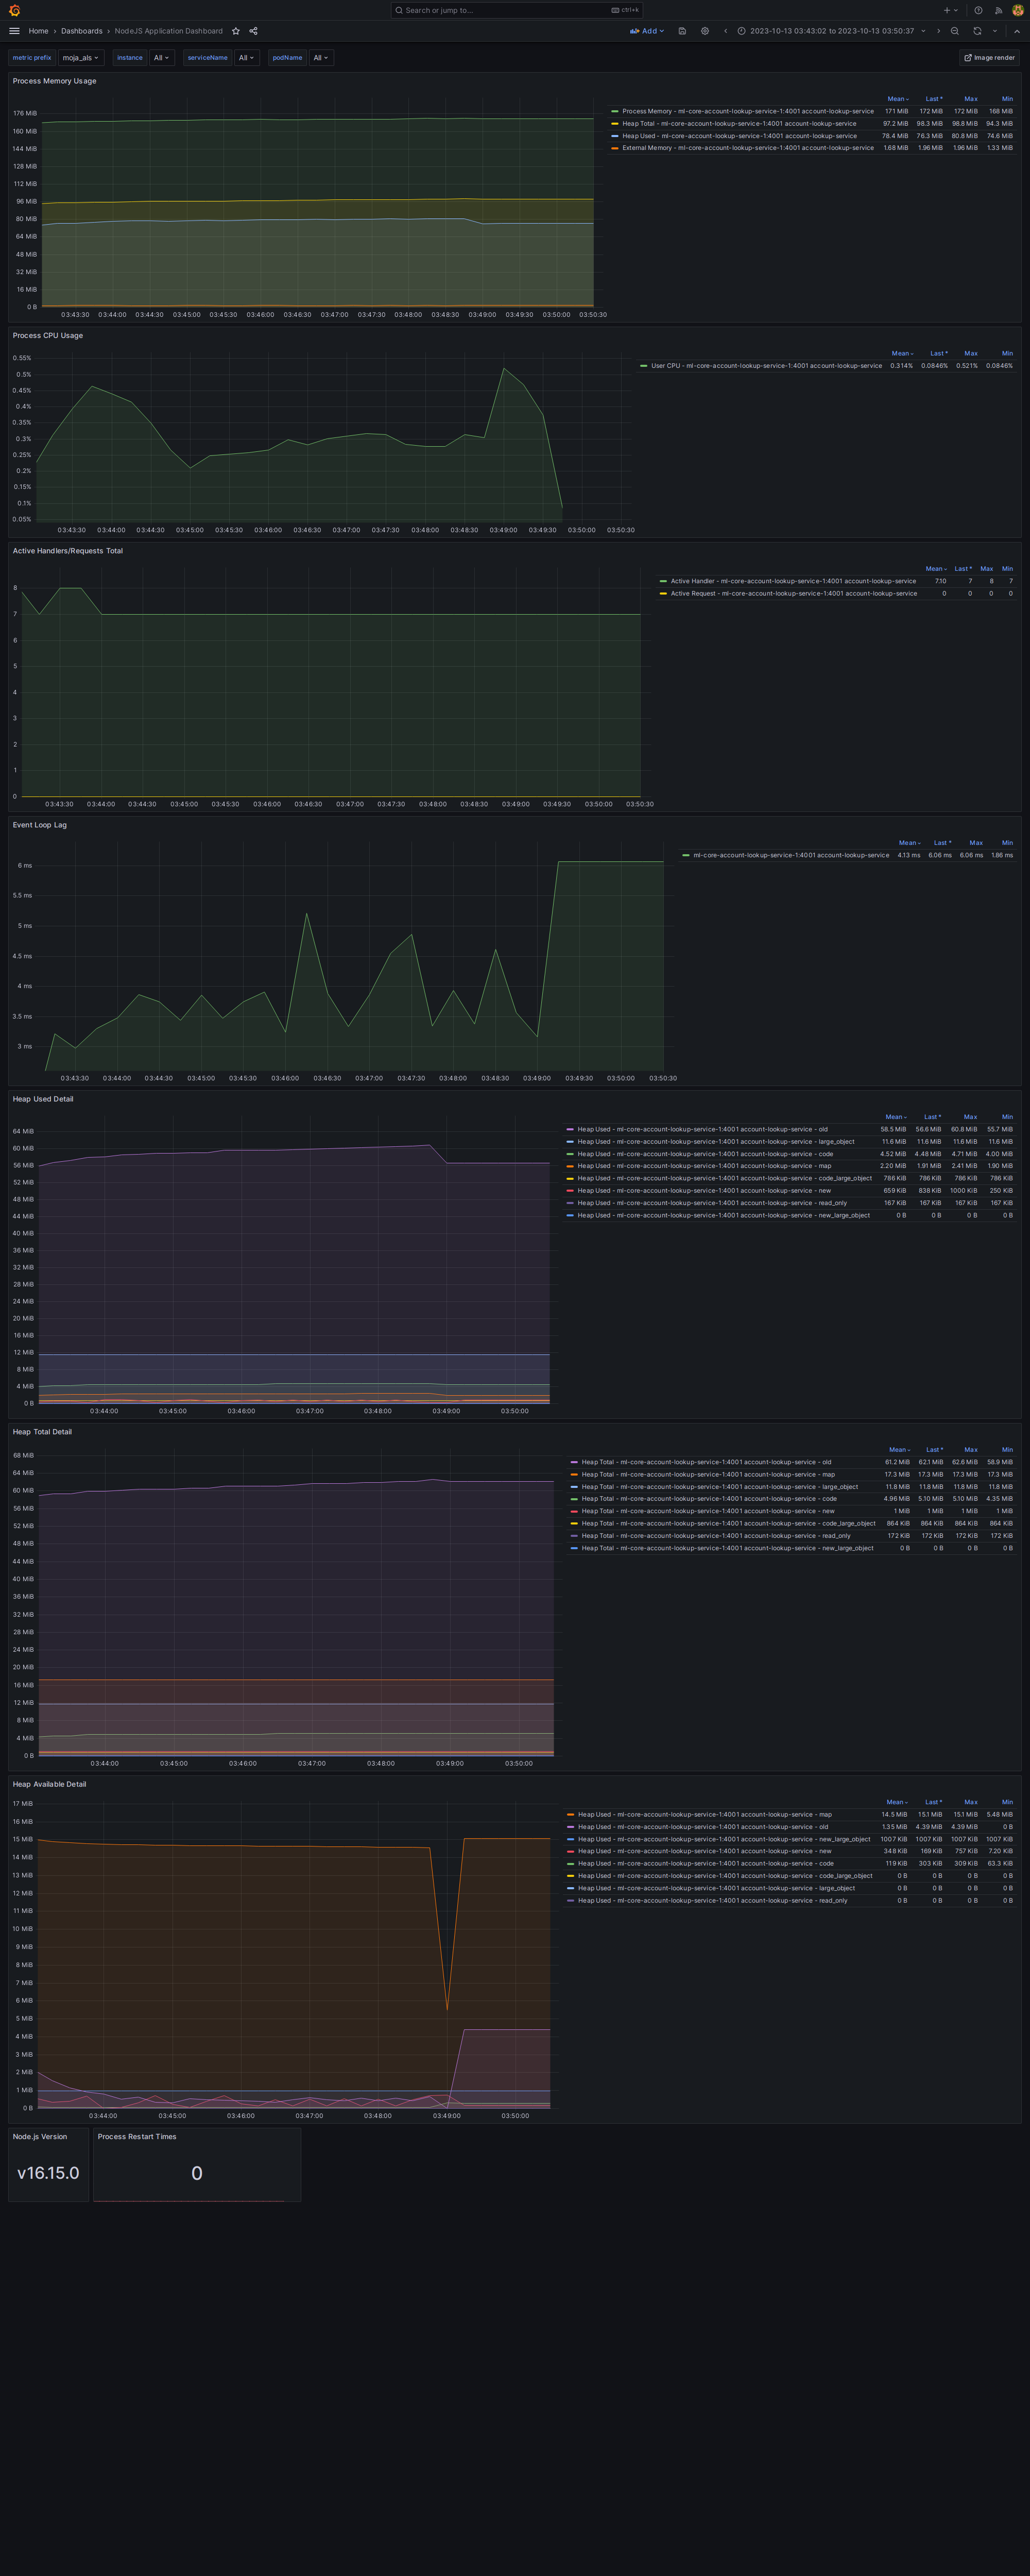 Search or jump to... ctrl+k
Home › Dashboards › NodeJS Application Dashboard Add 2023-10-13 03:43:02 to 2023-10-13 03:50:37
metric prefix moja_als instance All serviceName All podName All Image render
Process Memory Usage
Mean Last * Max Min
Process Memory - ml-core-account-lookup-service-1:4001 account-lookup-service 171 MiB 172 MiB 172 MiB 168 MiB
Heap Total - ml-core-account-lookup-service-1:4001 account-lookup-service 97.2 MiB 98.3 MiB 98.8 MiB 94.3 MiB
Heap Used - ml-core-account-lookup-service-1:4001 account-lookup-service 78.4 MiB 76.3 MiB 80.8 MiB 74.6 MiB
External Memory - ml-core-account-lookup-service-1:4001 account-lookup-service 1.68 MiB 1.96 MiB 1.96 MiB 1.33 MiB
176 MiB
160 MiB
144 MiB
128 MiB
112 MiB
96 MiB
80 MiB
64 MiB
48 MiB
32 MiB
16 MiB
0 B
03:43:30 03:44:00 03:44:30 03:45:00 03:45:30 03:46:00 03:46:30 03:47:00 03:47:30 03:48:00 03:48:30 03:49:00 03:49:30 03:50:00 03:50:30
Process CPU Usage
Mean Last * Max Min
User CPU - ml-core-account-lookup-service-1:4001 account-lookup-service 0.314% 0.0846% 0.521% 0.0846%
0.55%
0.5%
0.45%
0.4%
0.35%
0.3%
0.25%
0.2%
0.15%
0.1%
0.05%
03:43:30 03:44:00 03:44:30 03:45:00 03:45:30 03:46:00 03:46:30 03:47:00 03:47:30 03:48:00 03:48:30 03:49:00 03:49:30 03:50:00 03:50:30
Active Handlers/Requests Total
Mean Last * Max Min
Active Handler - ml-core-account-lookup-service-1:4001 account-lookup-service 7.10 7 8 7
Active Request - ml-core-account-lookup-service-1:4001 account-lookup-service 0 0 0 0
8
7
6
5
4
3
2
1
0
03:43:30 03:44:00 03:44:30 03:45:00 03:45:30 03:46:00 03:46:30 03:47:00 03:47:30 03:48:00 03:48:30 03:49:00 03:49:30 03:50:00 03:50:30
Event Loop Lag
Mean Last * Max Min
ml-core-account-lookup-service-1:4001 account-lookup-service 4.13 ms 6.06 ms 6.06 ms 1.86 ms
6 ms
5.5 ms
5 ms
4.5 ms
4 ms
3.5 ms
3 ms
03:43:30 03:44:00 03:44:30 03:45:00 03:45:30 03:46:00 03:46:30 03:47:00 03:47:30 03:48:00 03:48:30 03:49:00 03:49:30 03:50:00 03:50:30
Heap Used Detail
Mean Last * Max Min
Heap Used - ml-core-account-lookup-service-1:4001 account-lookup-service - old 58.5 MiB 56.6 MiB 60.8 MiB 55.7 MiB
Heap Used - ml-core-account-lookup-service-1:4001 account-lookup-service - large_object 11.6 MiB 11.6 MiB 11.6 MiB 11.6 MiB
Heap Used - ml-core-account-lookup-service-1:4001 account-lookup-service - code 4.52 MiB 4.48 MiB 4.71 MiB 4.00 MiB
Heap Used - ml-core-account-lookup-service-1:4001 account-lookup-service - map 2.20 MiB 1.91 MiB 2.41 MiB 1.90 MiB
Heap Used - ml-core-account-lookup-service-1:4001 account-lookup-service - code_large_object 786 KiB 786 KiB 786 KiB 786 KiB
Heap Used - ml-core-account-lookup-service-1:4001 account-lookup-service - new 659 KiB 838 KiB 1000 KiB 250 KiB
Heap Used - ml-core-account-lookup-service-1:4001 account-lookup-service - read_only 167 KiB 167 KiB 167 KiB 167 KiB
Heap Used - ml-core-account-lookup-service-1:4001 account-lookup-service - new_large_object 0 B 0 B 0 B 0 B
64 MiB
60 MiB
56 MiB
52 MiB
48 MiB
44 MiB
40 MiB
36 MiB
32 MiB
28 MiB
24 MiB
20 MiB
16 MiB
12 MiB
8 MiB
4 MiB
0 B
03:44:00 03:45:00 03:46:00 03:47:00 03:48:00 03:49:00 03:50:00
Heap Total Detail
Mean Last * Max Min
Heap Total - ml-core-account-lookup-service-1:4001 account-lookup-service - old 61.2 MiB 62.1 MiB 62.6 MiB 58.9 MiB
Heap Total - ml-core-account-lookup-service-1:4001 account-lookup-service - map 17.3 MiB 17.3 MiB 17.3 MiB 17.3 MiB
Heap Total - ml-core-account-lookup-service-1:4001 account-lookup-service - large_object 11.8 MiB 11.8 MiB 11.8 MiB 11.8 MiB
Heap Total - ml-core-account-lookup-service-1:4001 account-lookup-service - code 4.96 MiB 5.10 MiB 5.10 MiB 4.35 MiB
Heap Total - ml-core-account-lookup-service-1:4001 account-lookup-service - new 1 MiB 1 MiB 1 MiB 1 MiB
Heap Total - ml-core-account-lookup-service-1:4001 account-lookup-service - code_large_object 864 KiB 864 KiB 864 KiB 864 KiB
Heap Total - ml-core-account-lookup-service-1:4001 account-lookup-service - read_only 172 KiB 172 KiB 172 KiB 172 KiB
Heap Total - ml-core-account-lookup-service-1:4001 account-lookup-service - new_large_object 0 B 0 B 0 B 0 B
68 MiB
64 MiB
60 MiB
56 MiB
52 MiB
48 MiB
44 MiB
40 MiB
36 MiB
32 MiB
28 MiB
24 MiB
20 MiB
16 MiB
12 MiB
8 MiB
4 MiB
0 B
03:44:00 03:45:00 03:46:00 03:47:00 03:48:00 03:49:00 03:50:00
Heap Available Detail
Mean Last * Max Min
Heap Used - ml-core-account-lookup-service-1:4001 account-lookup-service - map 14.5 MiB 15.1 MiB 15.1 MiB 5.48 MiB
Heap Used - ml-core-account-lookup-service-1:4001 account-lookup-service - old 1.35 MiB 4.39 MiB 4.39 MiB 0 B
Heap Used - ml-core-account-lookup-service-1:4001 account-lookup-service - new_large_object 1007 KiB 1007 KiB 1007 KiB 1007 KiB
Heap Used - ml-core-account-lookup-service-1:4001 account-lookup-service - new 348 KiB 169 KiB 757 KiB 7.20 KiB
Heap Used - ml-core-account-lookup-service-1:4001 account-lookup-service - code 119 KiB 303 KiB 309 KiB 63.3 KiB
Heap Used - ml-core-account-lookup-service-1:4001 account-lookup-service - code_large_object 0 B 0 B 0 B 0 B
Heap Used - ml-core-account-lookup-service-1:4001 account-lookup-service - large_object 0 B 0 B 0 B 0 B
Heap Used - ml-core-account-lookup-service-1:4001 account-lookup-service - read_only 0 B 0 B 0 B 0 B
17 MiB
16 MiB
15 MiB
14 MiB
13 MiB
12 MiB
11 MiB
10 MiB
9 MiB
8 MiB
7 MiB
6 MiB
5 MiB
4 MiB
3 MiB
2 MiB
1 MiB
0 B
03:44:00 03:45:00 03:46:00 03:47:00 03:48:00 03:49:00 03:50:00
Node.js Version Process Restart Times
v16.15.0 0